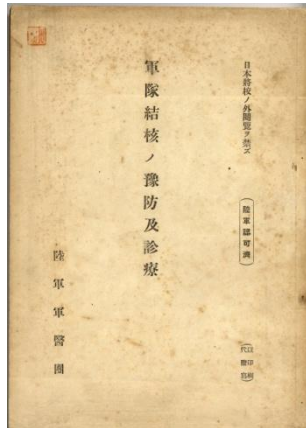 日本將校ノ外閲覽ヲ禁ズ
（陸軍認可濟）
軍隊結核ノ豫防及診療
陸軍軍醫團